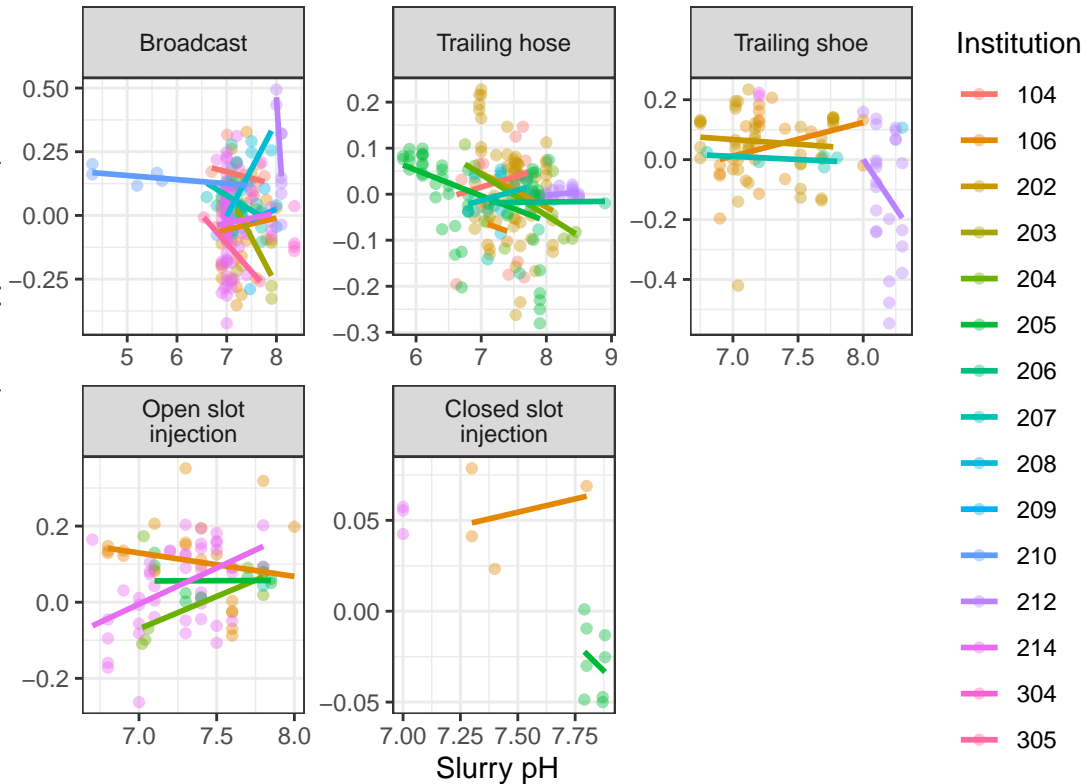 Broadcast
Trailing hose
Trailing shoe
0.50
0.25
0.00
−0.25
5 6 7 8
0.2
0.1
0.0
−0.1
−0.2
−0.3
6 7 8 9
0.2
0.0
−0.2
−0.4
7.0 7.5 8.0
Open slot
injection
Closed slot
injection
0.2
0.0
−0.2
7.0 7.5 8.0
0.05
0.00
−0.05
7.00 7.25 7.50 7.75
Slurry pH
Institution
104
106
202
203
204
205
206
207
208
209
210
212
214
304
305